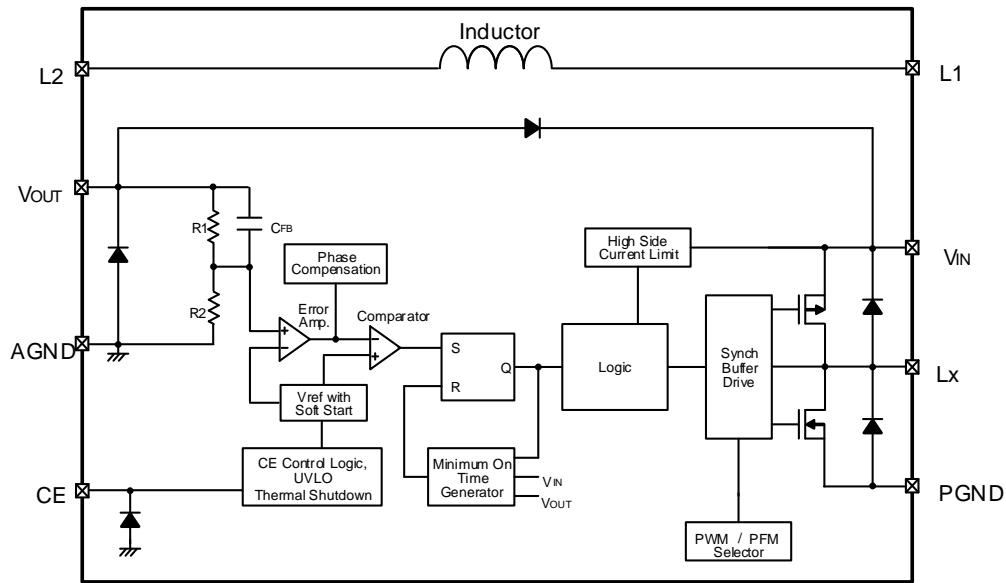 Inductor
L2
L1
VOUT
R1
CFB
R2
Phase
Compensation
High Side
Current Limit
VIN
Error
Amp.
Comparator
+
−
−
+
AGND
S
R
Q
Logic
Synch
Buffer
Drive
Lx
Vref with
Soft Start
CE Control Logic,
UVLO
Thermal Shutdown
Minimum On
Time
Generator
VIN
VOUT
CE
PGND
PWM / PFM
Selector